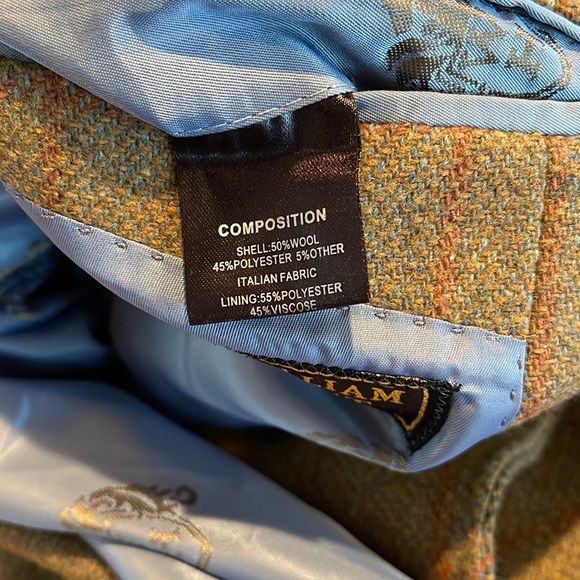 COMPOSITION
SHELL:50%WOOL
45%POLYESTER 5%OTHER
ITALIAN FABRIC
LINING:55%POLYESTER
45%VISCOSE
LIAM